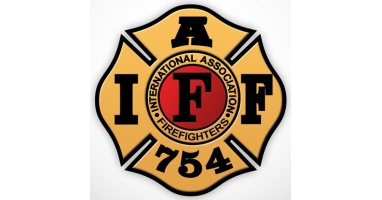 A
INTERNATIONAL ASSOCIATION
I F F
• FIREFIGHTERS •
754